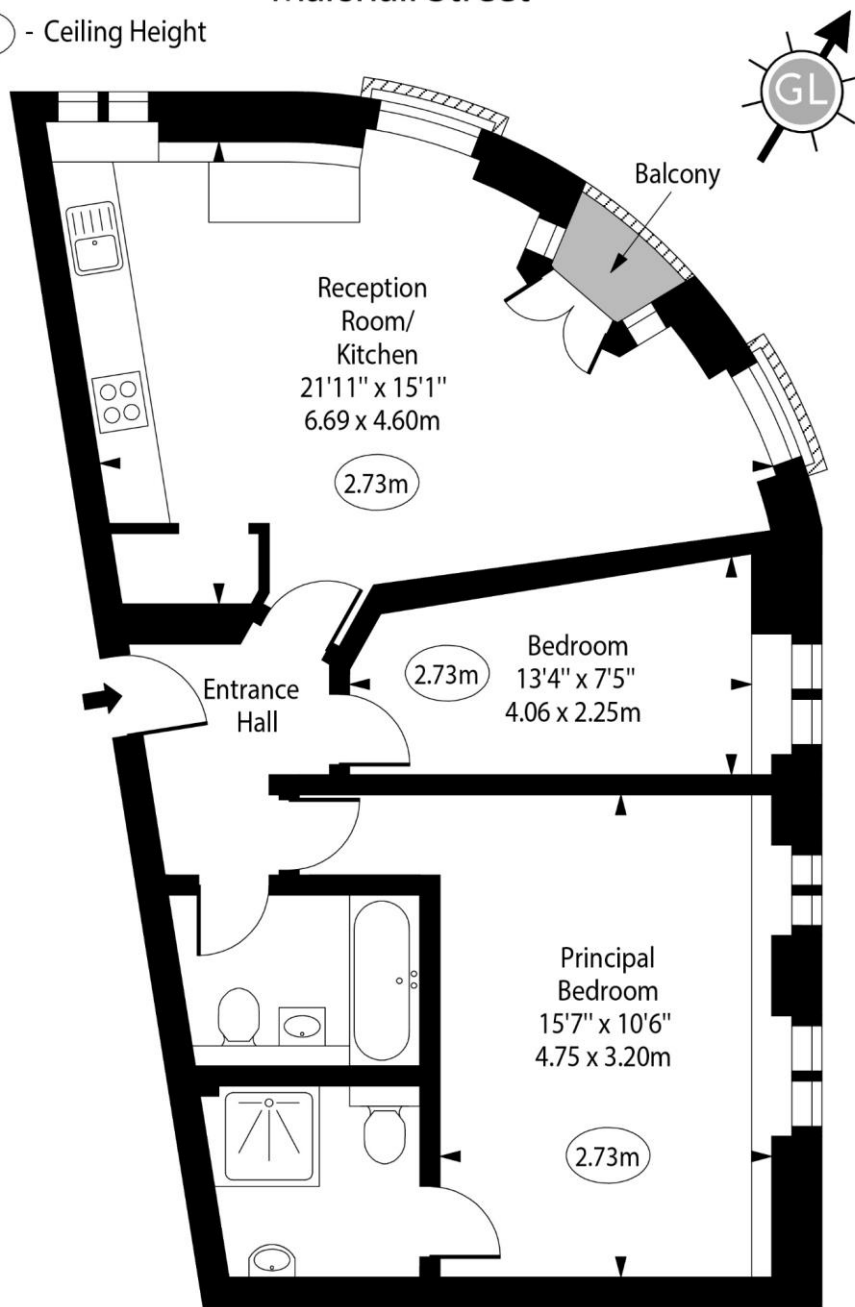 - Ceiling Height
GL
Balcony
Reception
Room/
Kitchen
21'11" x 15'1"
6.69 x 4.60m
2.73m
Bedroom
13'4" x 7'5"
4.06 x 2.25m
2.73m
Entrance
Hall
Principal
Bedroom
15'7" x 10'6"
4.75 x 3.20m
2.73m